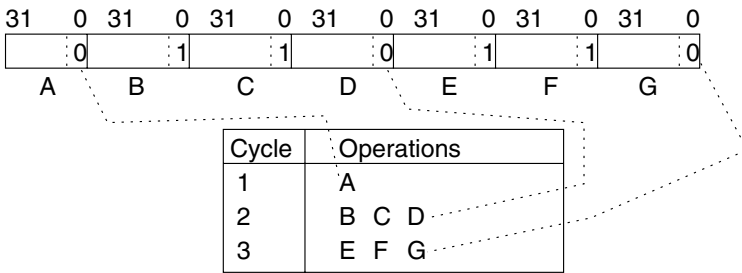 31 0 31 0 31 0 31 0 31 0 31 0 31 0
0 1 1 0 1 1 0
A B C D E F G
Cycle Operations
1 A
2 B C D
3 E F G